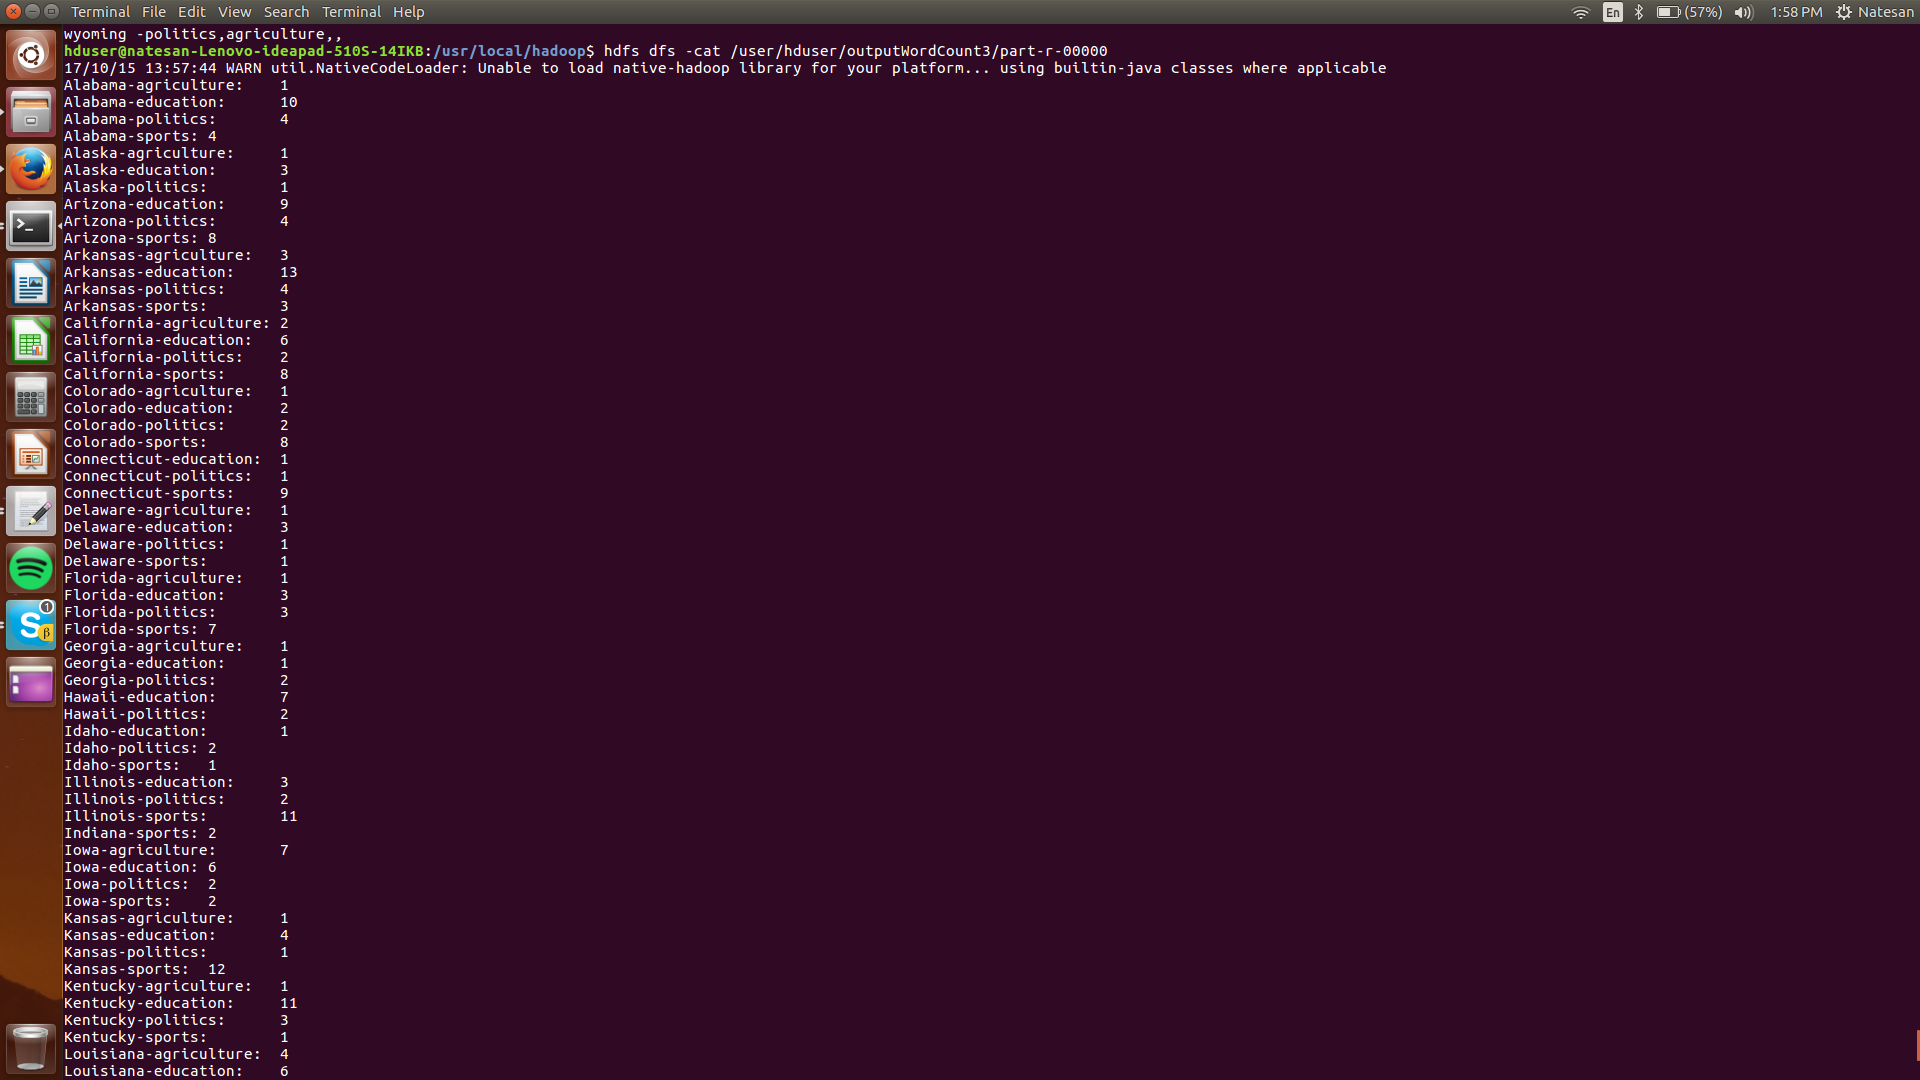 Terminal File Edit View Search Terminal Help En (57%) 1:58 PM Natesan
wyoming -politics,agriculture,,
hduser@natesan-Lenovo-ideapad-510S-14IKB:/usr/local/hadoop$ hdfs dfs -cat /user/hduser/outputWordCount3/part-r-00000
17/10/15 13:57:44 WARN util.NativeCodeLoader: Unable to load native-hadoop library for your platform... using builtin-java classes where applicable
Alabama-agriculture: 1
Alabama-education: 10
Alabama-politics: 4
Alabama-sports: 4
Alaska-agriculture: 1
Alaska-education: 3
Alaska-politics: 1
Arizona-education: 9
Arizona-politics: 4
Arizona-sports: 8
Arkansas-agriculture: 3
Arkansas-education: 13
Arkansas-politics: 4
Arkansas-sports: 3
California-agriculture: 2
California-education: 6
California-politics: 2
California-sports: 8
Colorado-agriculture: 1
Colorado-education: 2
Colorado-politics: 2
Colorado-sports: 8
Connecticut-education: 1
Connecticut-politics: 1
Connecticut-sports: 9
Delaware-agriculture: 1
Delaware-education: 3
Delaware-politics: 1
Delaware-sports: 1
Florida-agriculture: 1
Florida-education: 3
Florida-politics: 3
Florida-sports: 7
Georgia-agriculture: 1
Georgia-education: 1
Georgia-politics: 2
Hawaii-education: 7
Hawaii-politics: 2
Idaho-education: 1
Idaho-politics: 2
Idaho-sports: 1
Illinois-education: 3
Illinois-politics: 2
Illinois-sports: 11
Indiana-sports: 2
Iowa-agriculture: 7
Iowa-education: 6
Iowa-politics: 2
Iowa-sports: 2
Kansas-agriculture: 1
Kansas-education: 4
Kansas-politics: 1
Kansas-sports: 12
Kentucky-agriculture: 1
Kentucky-education: 11
Kentucky-politics: 3
Kentucky-sports: 1
Louisiana-agriculture: 4
Louisiana-education: 6